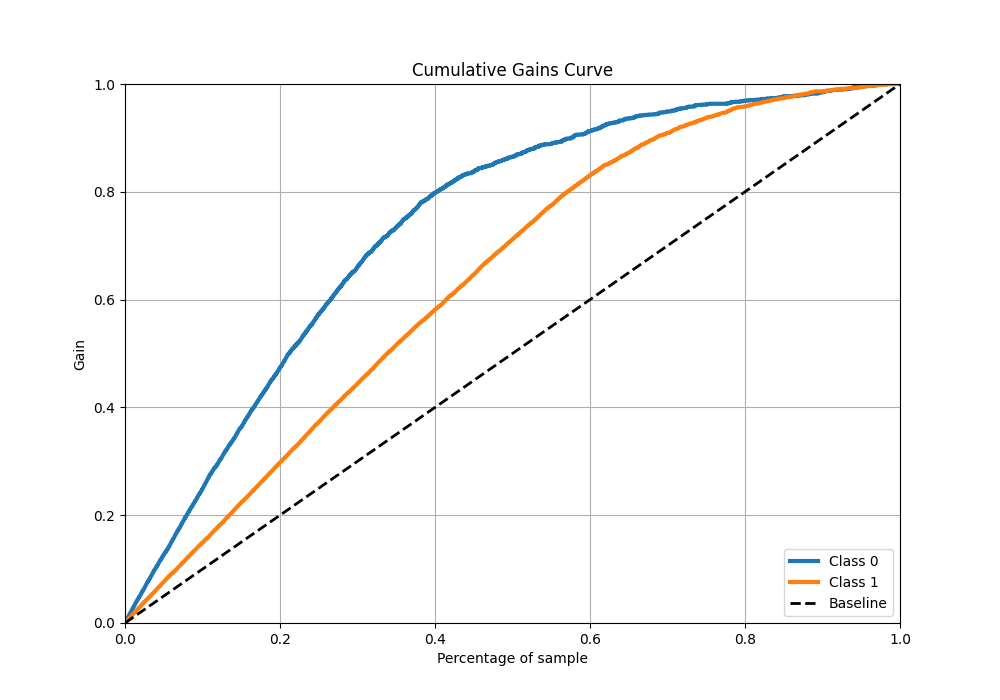 Cumulative Gains Curve
1.0
0.8
0.6
0.4
0.2
0.0
Gain
0.0 0.2 0.4 0.6 0.8 1.0
Percentage of sample
Class 0
Class 1
Baseline